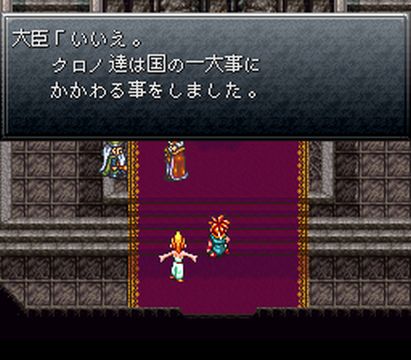 大臣「いいえ。
クロノ達は国の一大事に
かかわる事をしました。